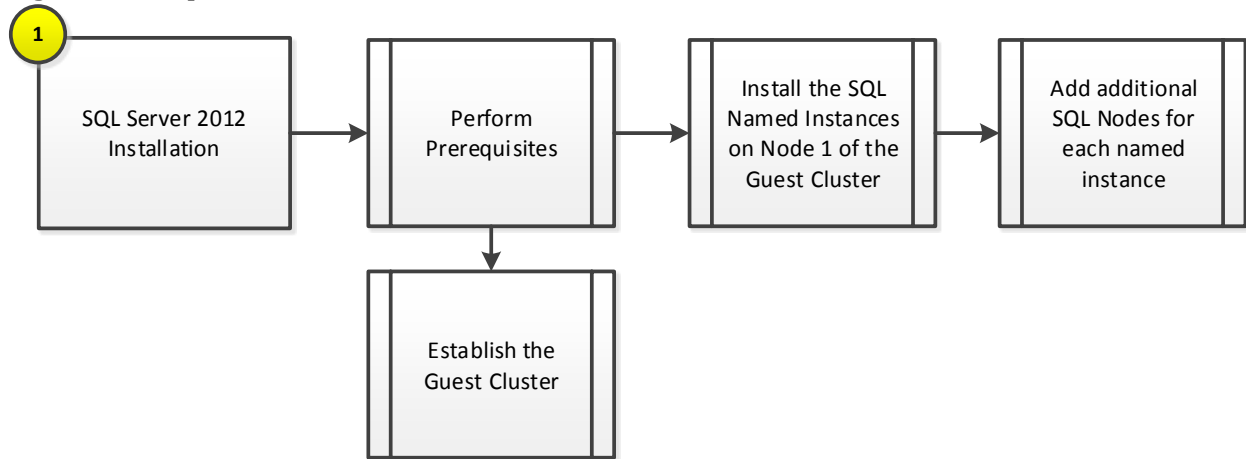 1
SQL Server 2012
Installation
Perform
Prerequisites
Install the SQL
Named Instances
on Node 1 of the
Guest Cluster
Add additional
SQL Nodes for
each named
instance
Establish the
Guest Cluster